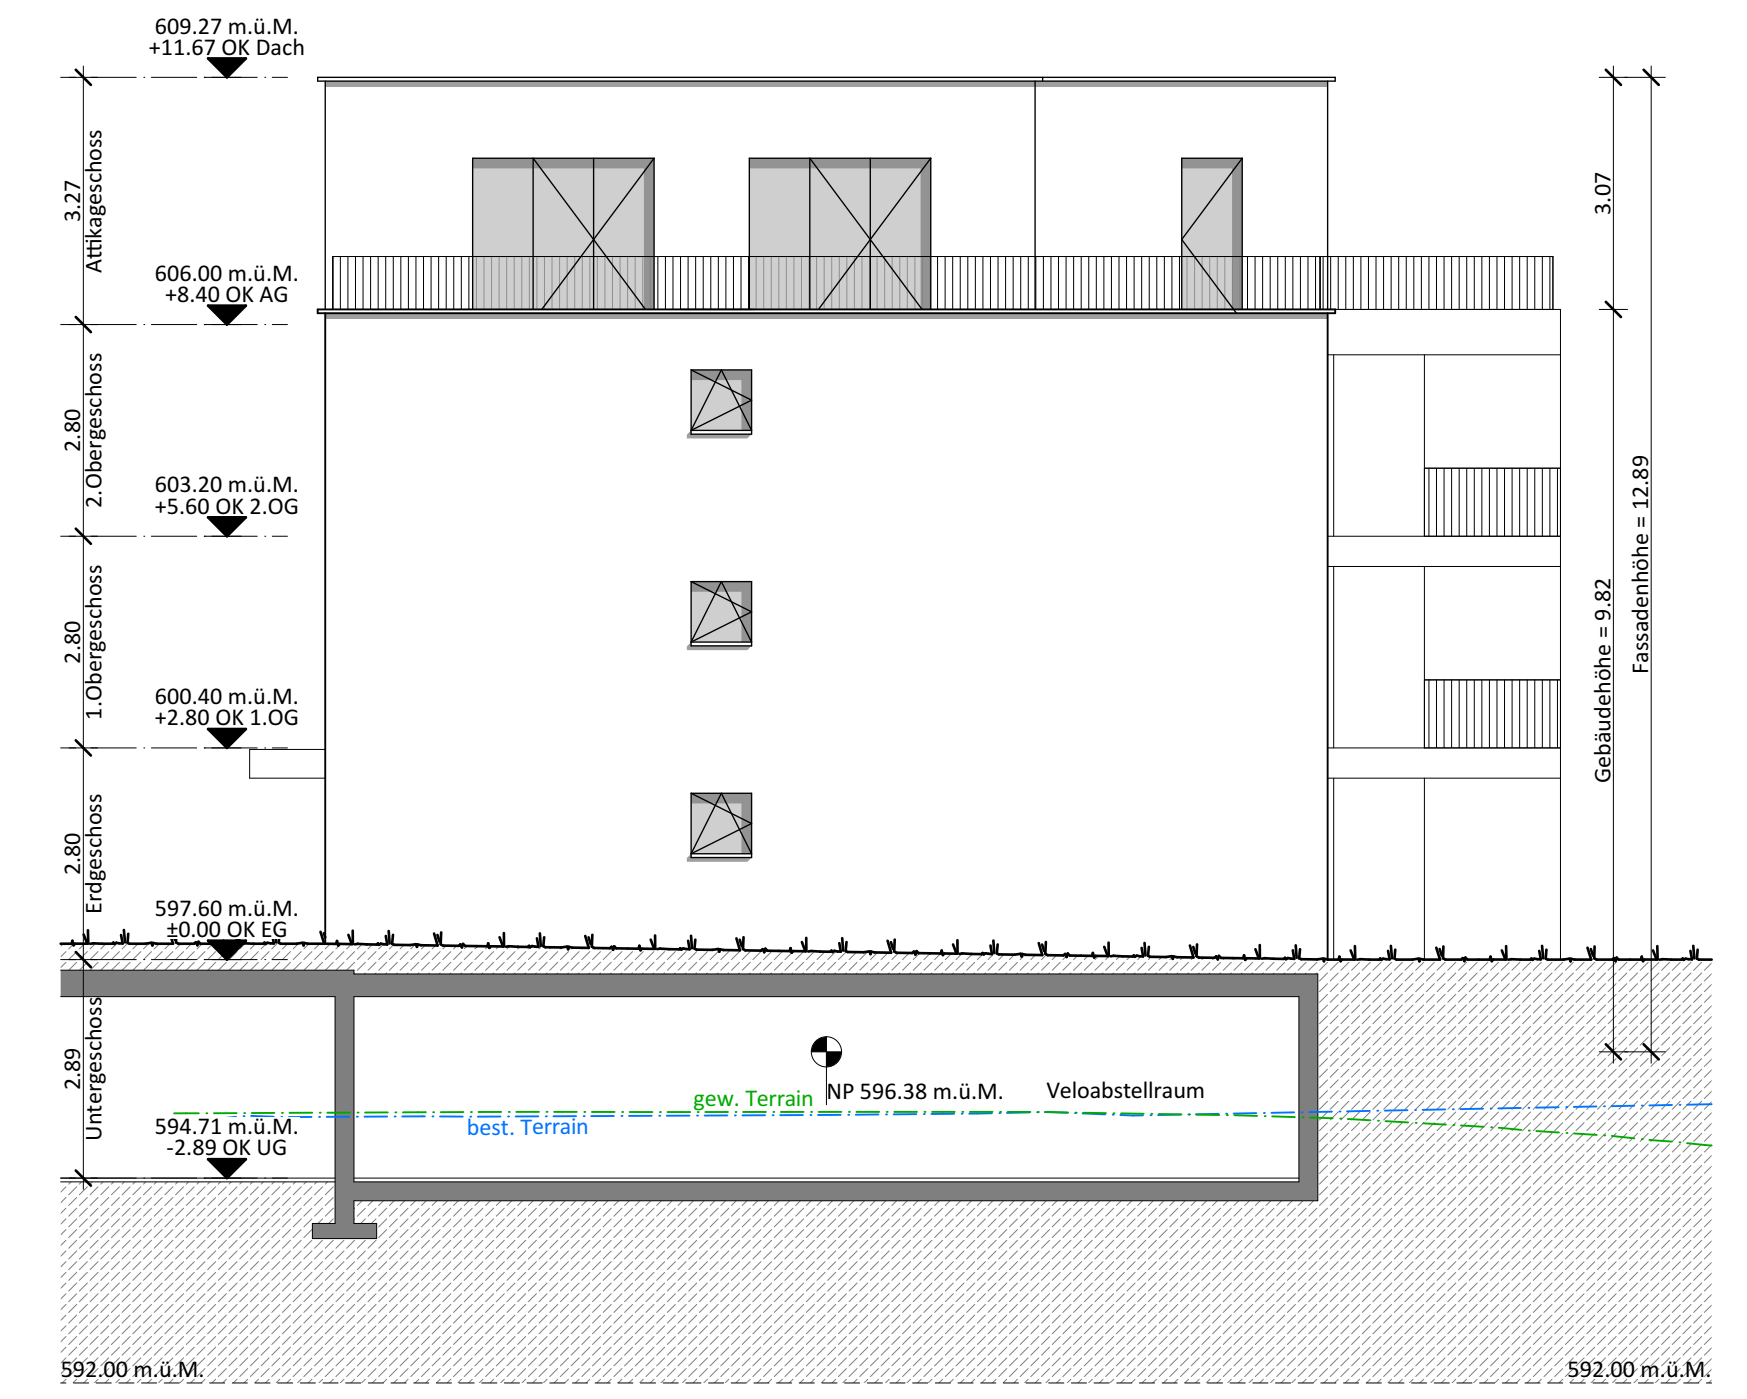 609.27 m.ü.M.
+11.67 OK Dach
3.27
Attikageschoss
3.07
606.00 m.ü.M.
+8.40 OK AG
2.80
2.Obergeschoss
603.20 m.ü.M.
+5.60 OK 2.OG
Fassadenhöhe = 12.89
2.80
1.Obergeschoss
Gebäudehöhe = 9.82
600.40 m.ü.M.
+2.80 OK 1.OG
2.80
Erdgeschoss
597.60 m.ü.M.
±0.00 OK EG
2.89
Untergeschoss
NP 596.38 m.ü.M.
Veloabstellraum
gew. Terrain
best. Terrain
594.71 m.ü.M.
-2.89 OK UG
592.00 m.ü.M.
592.00 m.ü.M.